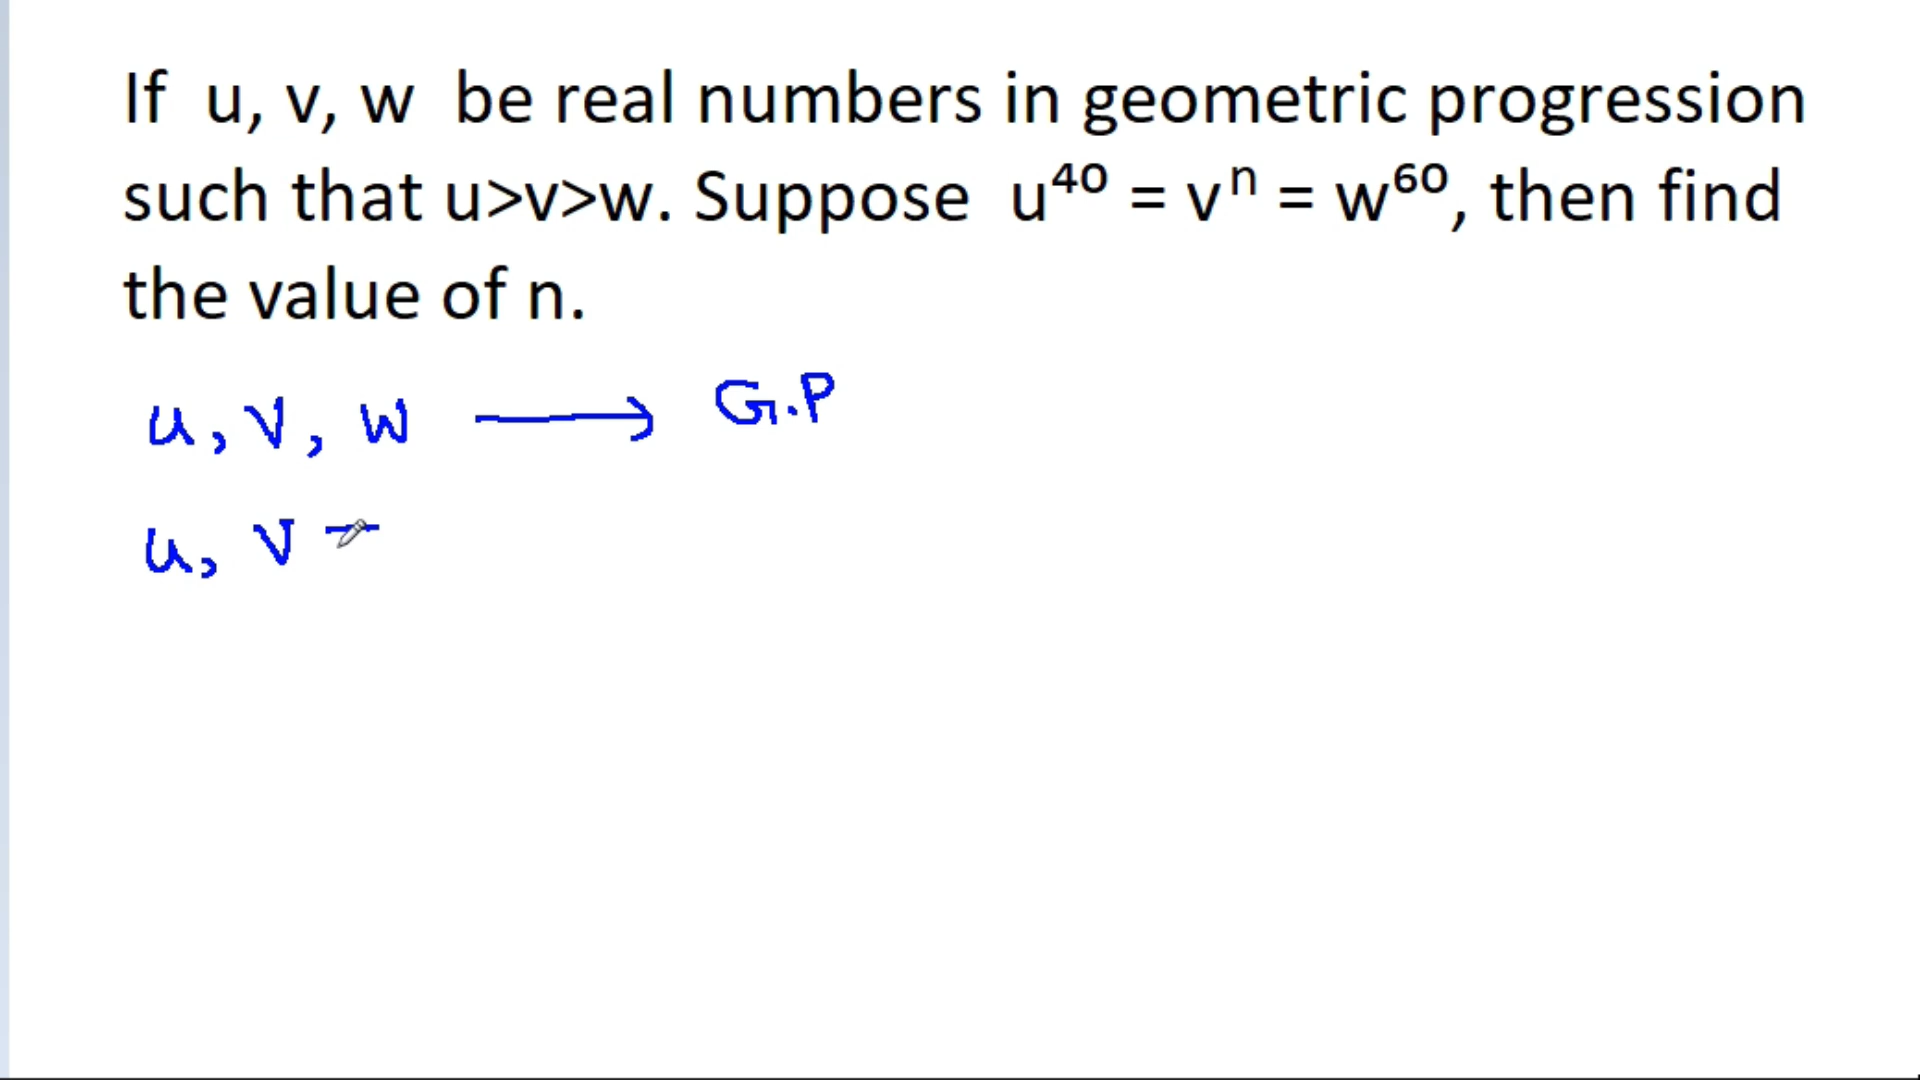 If u, v, w be real numbers in geometric progression
such that u>v>w. Suppose u⁴⁰ = vⁿ = w⁶⁰, then find
the value of n.
u, v, w ⟶ G.P
u, v =